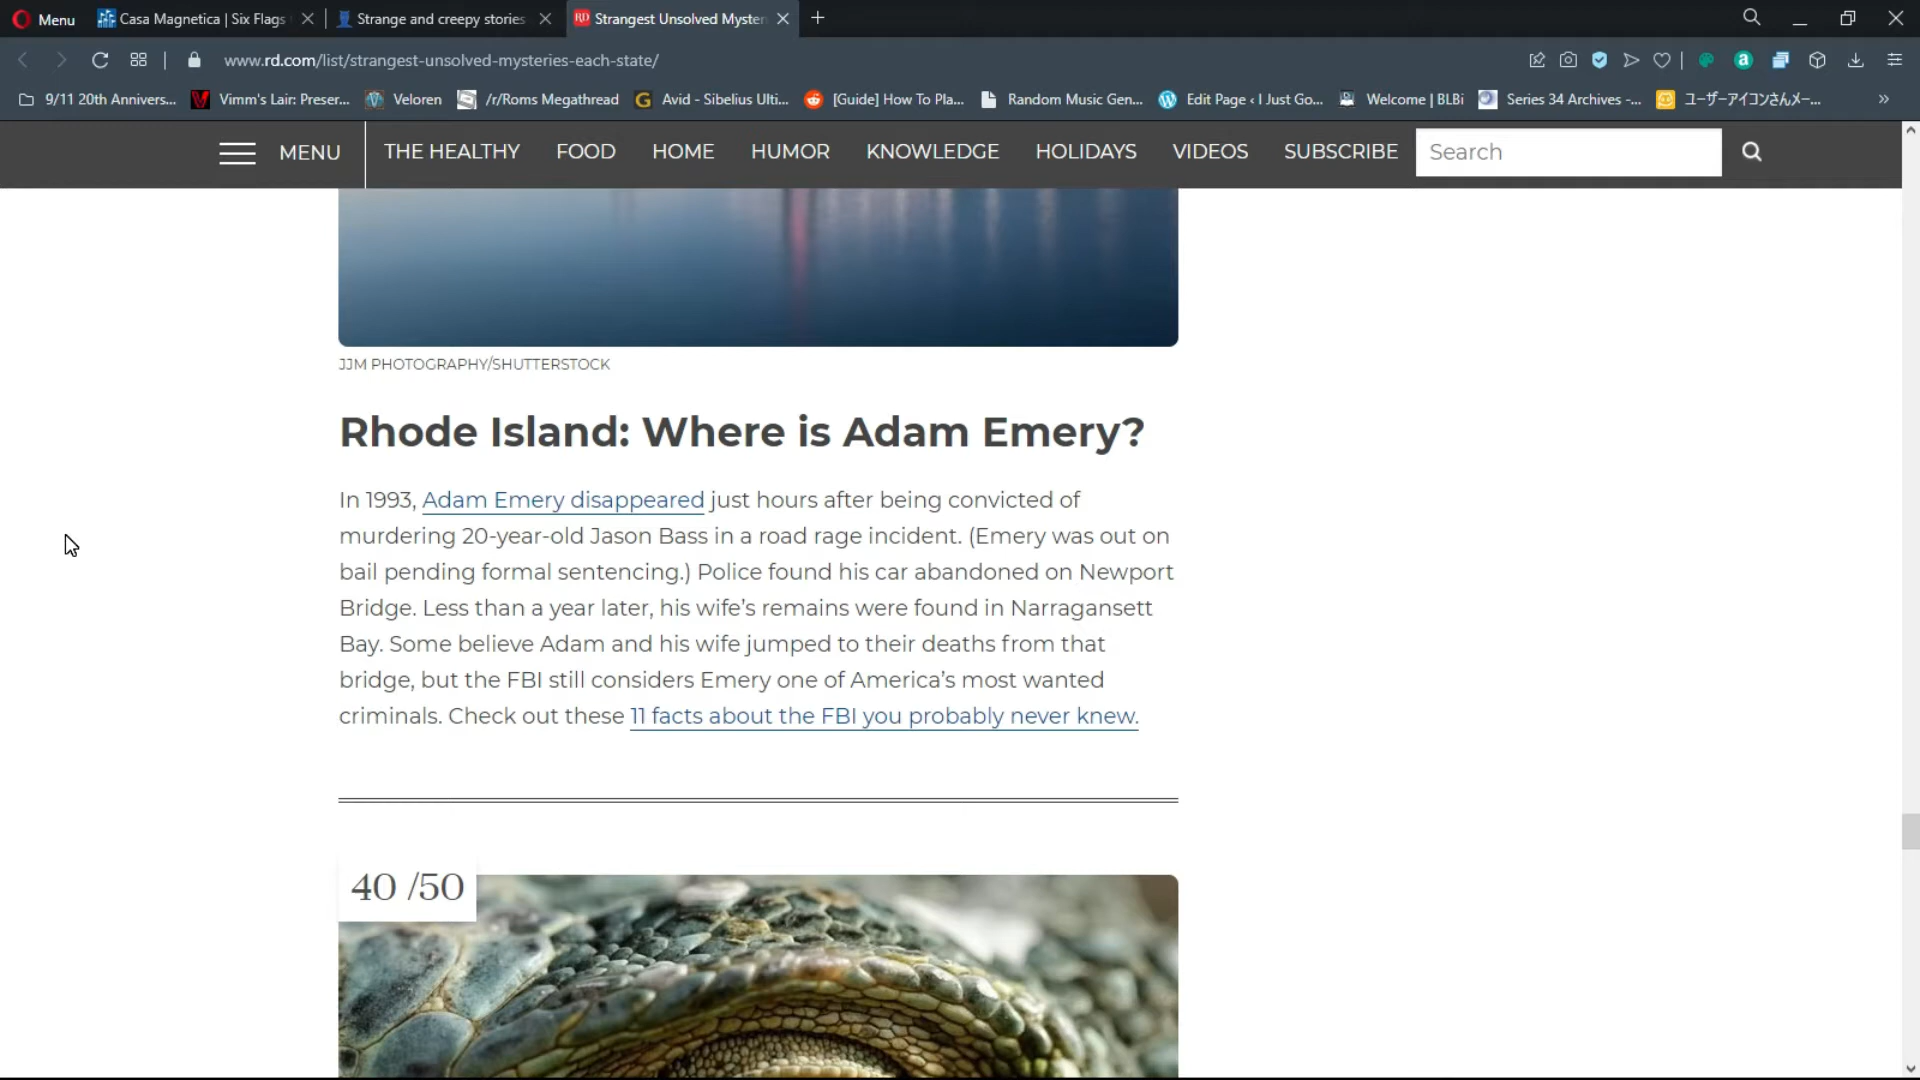 Menu
Casa Magnetica | Six Flags
Strange and creepy stories
RD Strangest Unsolved Myster
www.rd.com/list/strangest-unsolved-mysteries-each-state/
9/11 20th Annivers...
Vimm's Lair: Preser...
Veloren
/r/Roms Megathread
Avid - Sibelius Ulti...
[Guide] How To Pla...
Random Music Gen...
Edit Page ‹ I Just Go...
Welcome | BLBi
Series 34 Archives -...
ユーザーアイコンさんメー...
»
MENU
THE HEALTHY
FOOD
HOME
HUMOR
KNOWLEDGE
HOLIDAYS
VIDEOS
SUBSCRIBE
Search
JJM PHOTOGRAPHY/SHUTTERSTOCK
Rhode Island: Where is Adam Emery?
In 1993, Adam Emery disappeared just hours after being convicted of
murdering 20-year-old Jason Bass in a road rage incident. (Emery was out on
bail pending formal sentencing.) Police found his car abandoned on Newport
Bridge. Less than a year later, his wife's remains were found in Narragansett
Bay. Some believe Adam and his wife jumped to their deaths from that
bridge, but the FBI still considers Emery one of America's most wanted
criminals. Check out these 11 facts about the FBI you probably never knew.
40 /50